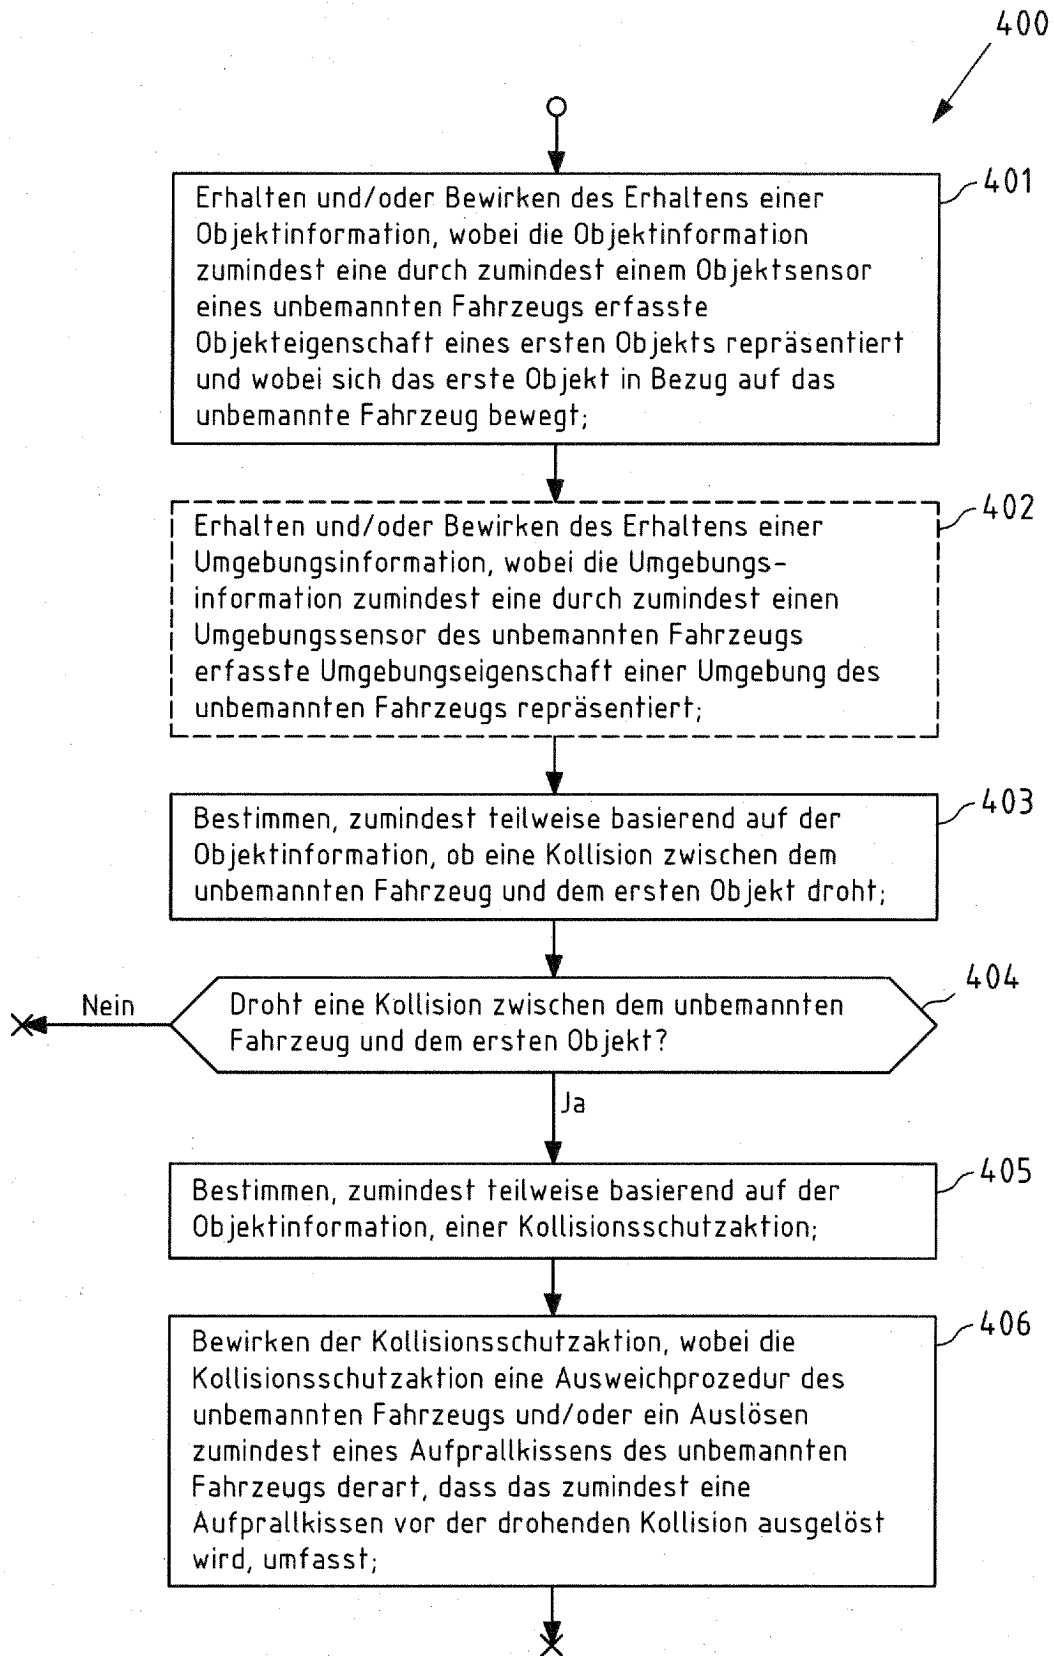 400
401
Erhalten und/oder Bewirken des Erhaltens einer
Objektinformation, wobei die Objektinformation
zumindest eine durch zumindest einem Objektsensor
eines unbemannten Fahrzeugs erfasste
Objekteigenschaft eines ersten Objekts repräsentiert
und wobei sich das erste Objekt in Bezug auf das
unbemannte Fahrzeug bewegt;
402
Erhalten und/oder Bewirken des Erhaltens einer
Umgebungsinformation, wobei die Umgebungs-
information zumindest eine durch zumindest einen
Umgebungssensor des unbemannten Fahrzeugs
erfasste Umgebungseigenschaft einer Umgebung des
unbemannten Fahrzeugs repräsentiert;
403
Bestimmen, zumindest teilweise basierend auf der
Objektinformation, ob eine Kollision zwischen dem
unbemannten Fahrzeug und dem ersten Objekt droht;
404
Nein
Droht eine Kollision zwischen dem unbemannten
Fahrzeug und dem ersten Objekt?
Ja
405
Bestimmen, zumindest teilweise basierend auf der
Objektinformation, einer Kollisionsschutzaktion;
406
Bewirken der Kollisionsschutzaktion, wobei die
Kollisionsschutzaktion eine Ausweichprozedur des
unbemannten Fahrzeugs und/oder ein Auslösen
zumindest eines Aufprallkissens des unbemannten
Fahrzeugs derart, dass das zumindest eine
Aufprallkissen vor der drohenden Kollision ausgelöst
wird, umfasst;